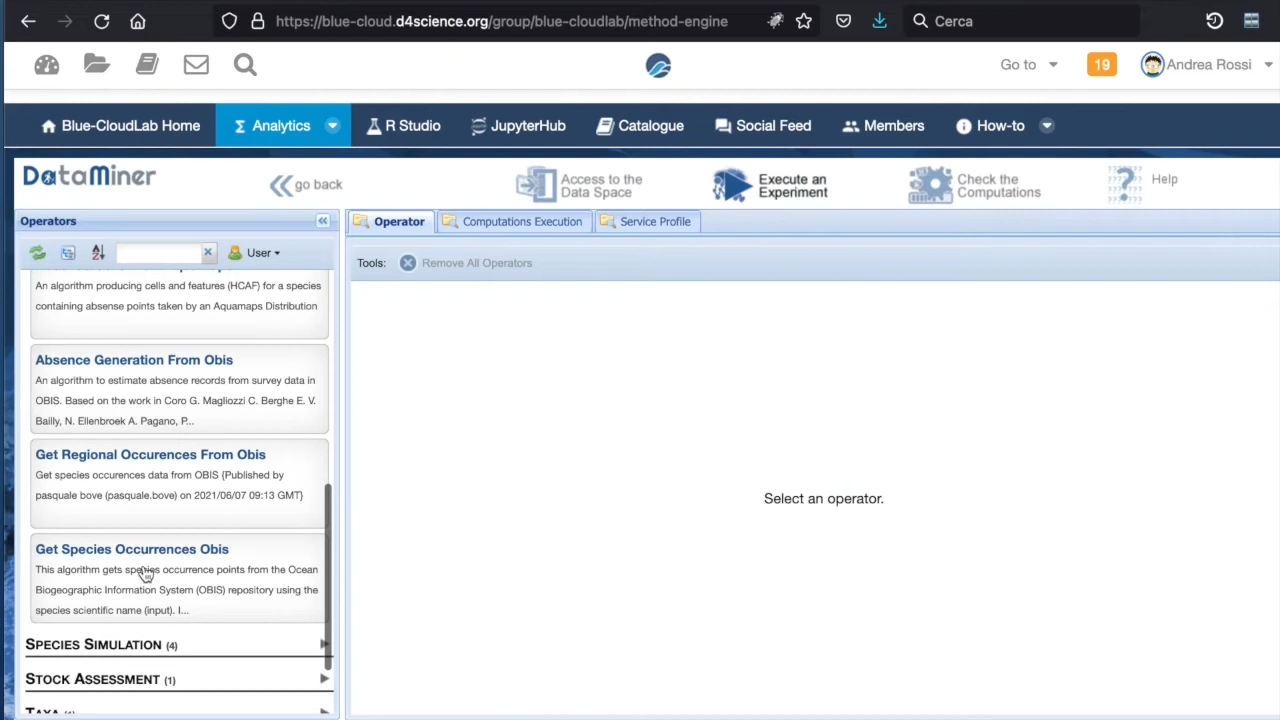 https://blue-cloud.d4science.org/group/blue-cloudlab/method-engine
Cerca
Go to
19
Andrea Rossi
Blue-CloudLab Home
Analytics
R Studio
JupyterHub
Catalogue
Social Feed
Members
How-to
DataMiner
go back
Access to the
Data Space
Execute an
Experiment
Check the
Computations
Help
Operators
Operator
Computations Execution
Service Profile
User
Tools:
Remove All Operators
An algorithm producing cells and features (HCAF) for a species
containing absense points taken by an Aquamaps Distribution
Absence Generation From Obis
An algorithm to estimate absence records from survey data in
OBIS. Based on the work in Coro G. Magliozzi C. Berghe E. V.
Bailly, N. Ellenbroek A. Pagano, P...
Get Regional Occurences From Obis
Get species occurences data from OBIS {Published by
pasquale bove (pasquale.bove) on 2021/06/07 09:13 GMT}
Get Species Occurrences Obis
This algorithm gets species occurrence points from the Ocean
Biogeographic Information System (OBIS) repository using the
species scientific name (input). I...
Select an operator.
SPECIES SIMULATION (4)
STOCK ASSESSMENT (1)
TAXA